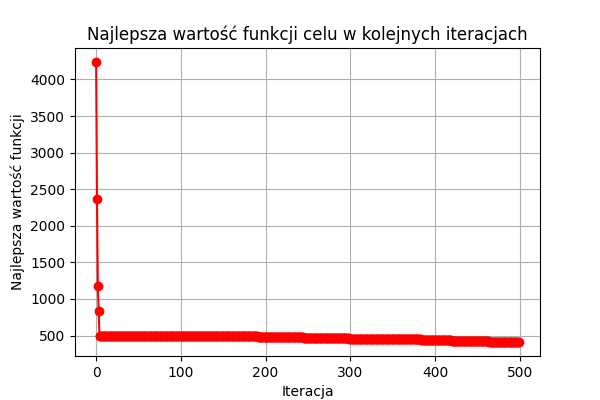 Najlepsza wartość funkcji celu w kolejnych iteracjach
Najlepsza wartość funkcji
4000
3500
3000
2500
2000
1500
1000
500
0 100 200 300 400 500
Iteracja